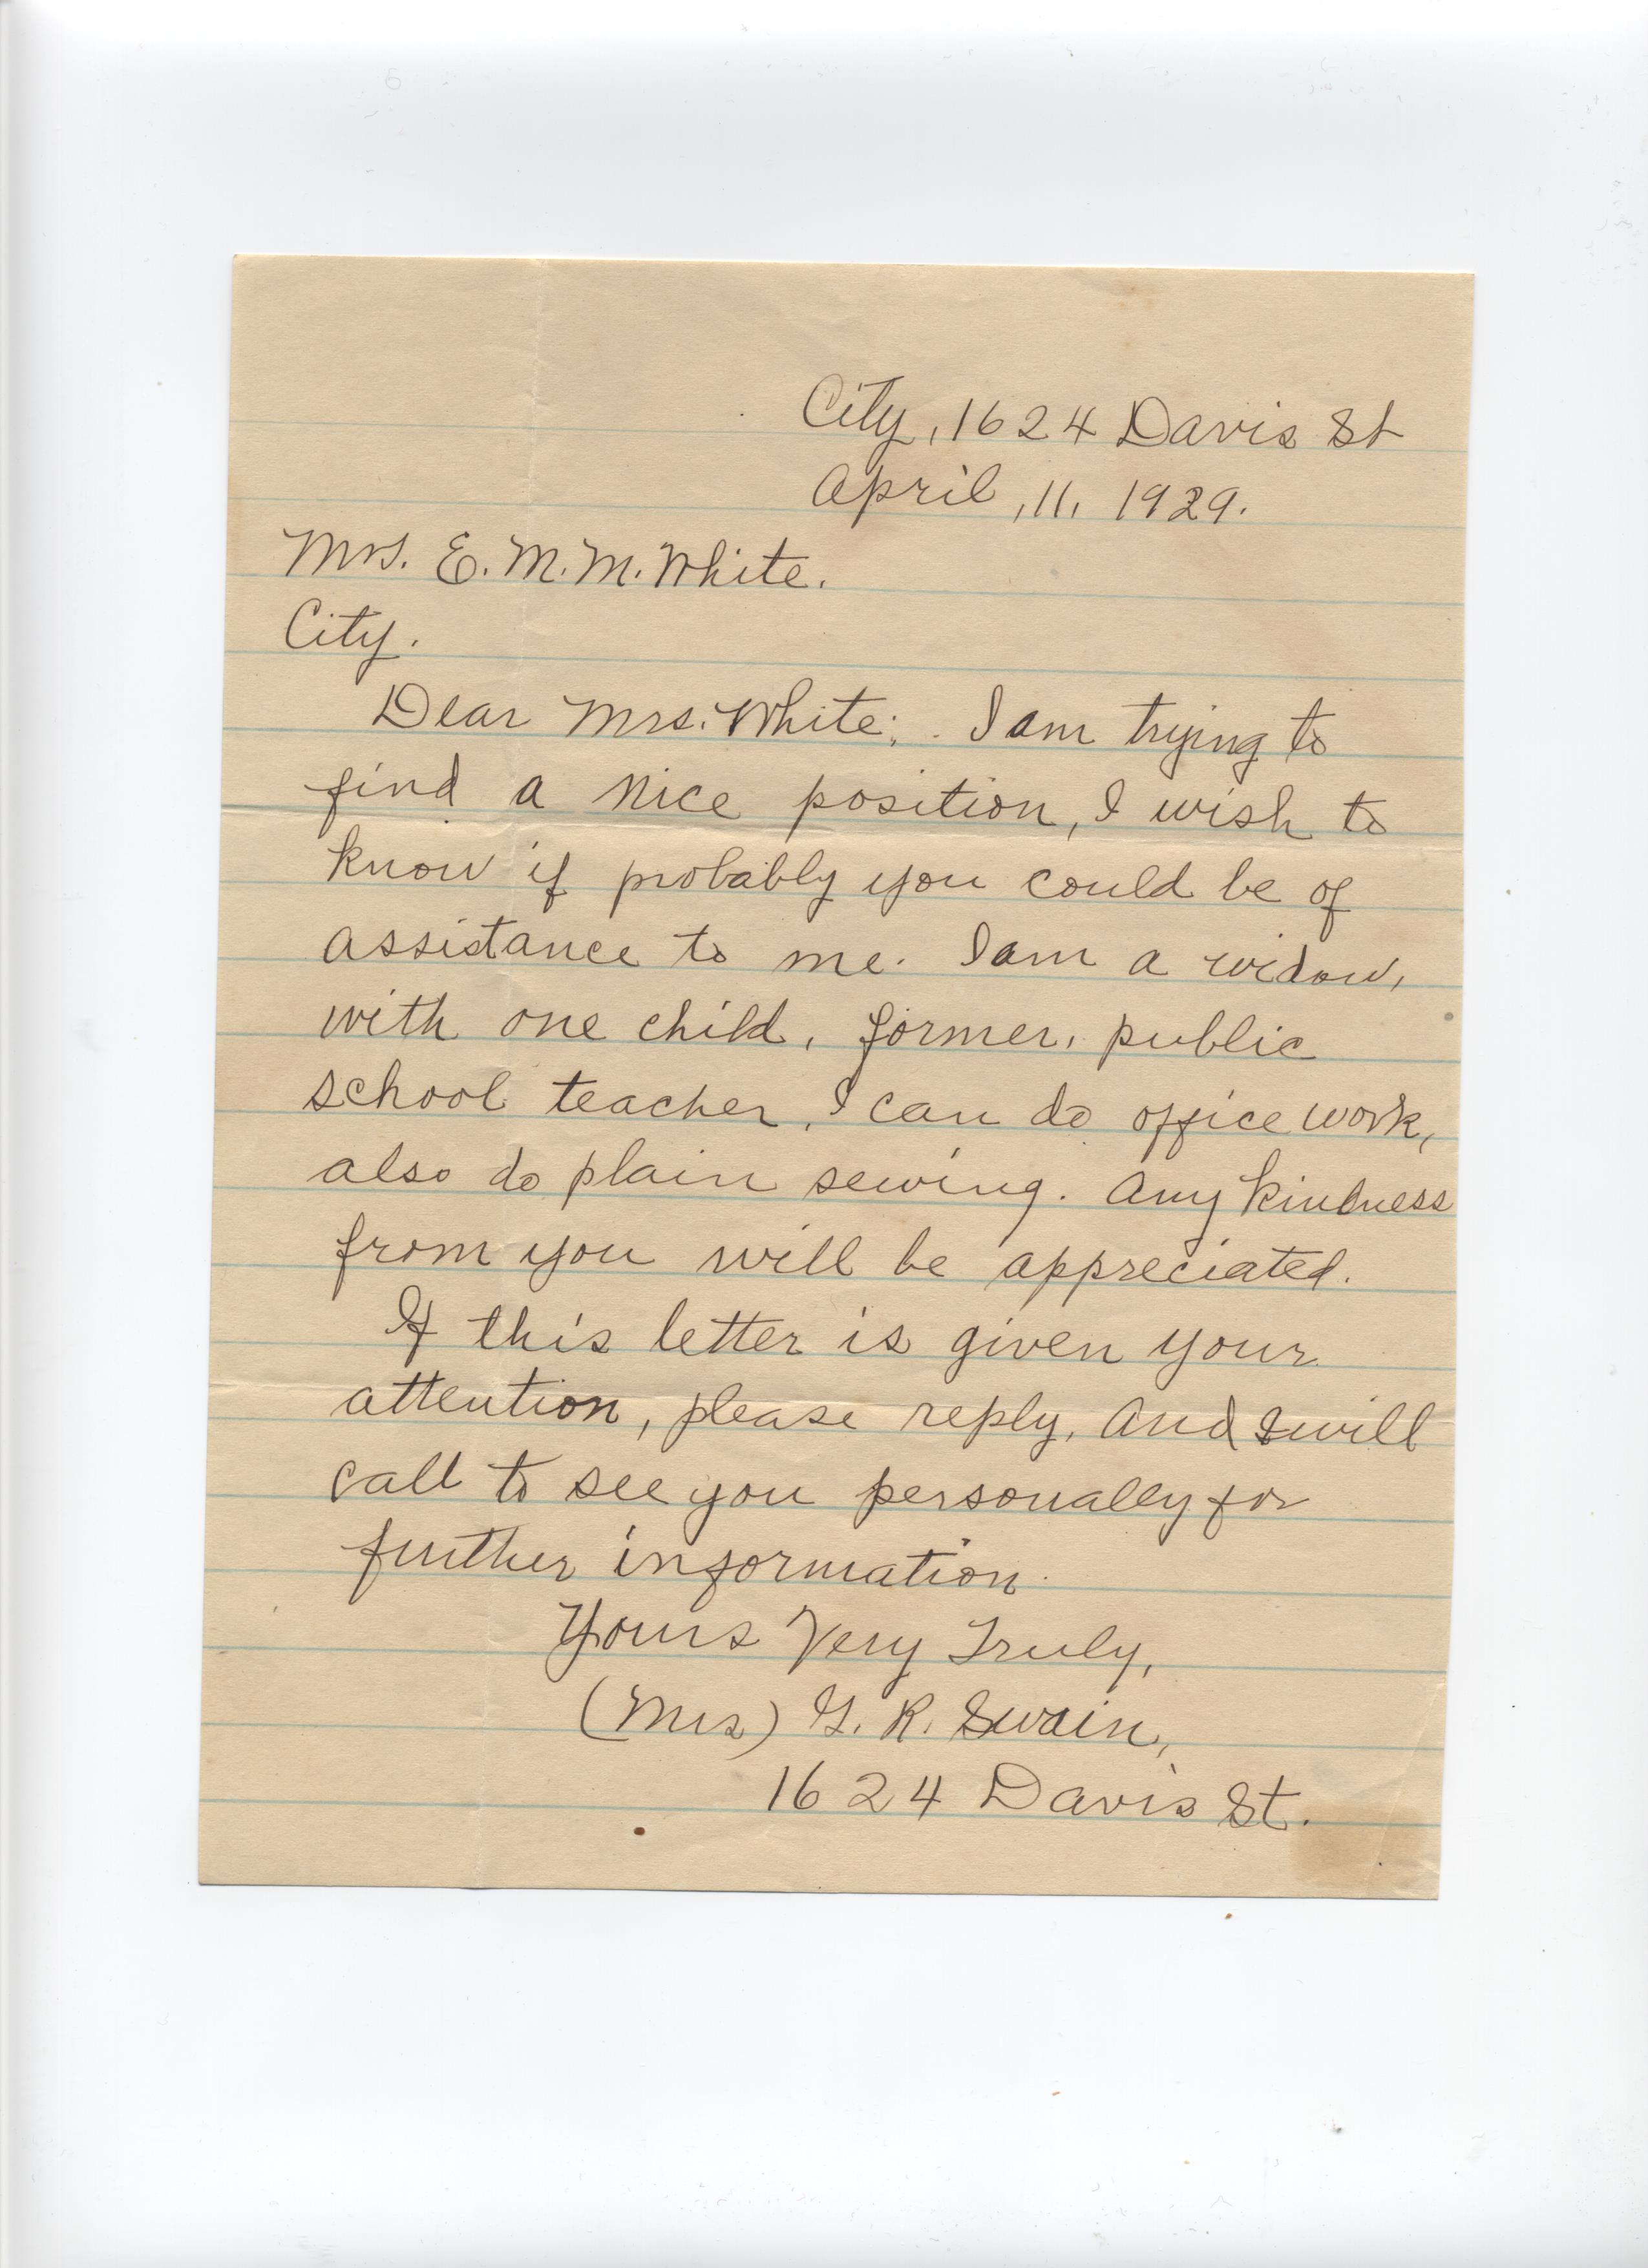 City, 1624 Davis St
April, 11, 1929.
Mrs. E. M. M. White.
City.
Dear Mrs. White; . I am trying to
find a nice position, I wish to
know if probably you could be of
assistance to me. I am a widow,
with one child, former, public
school teacher, I can do office work,
also do plain sewing. Any kindness
from you will be appreciated.
If this letter is given your
attention, please reply, and I will
call to see you personally for
further information.
Yours Very Truly,
(Mrs) G. R. Swain,
1624 Davis St.